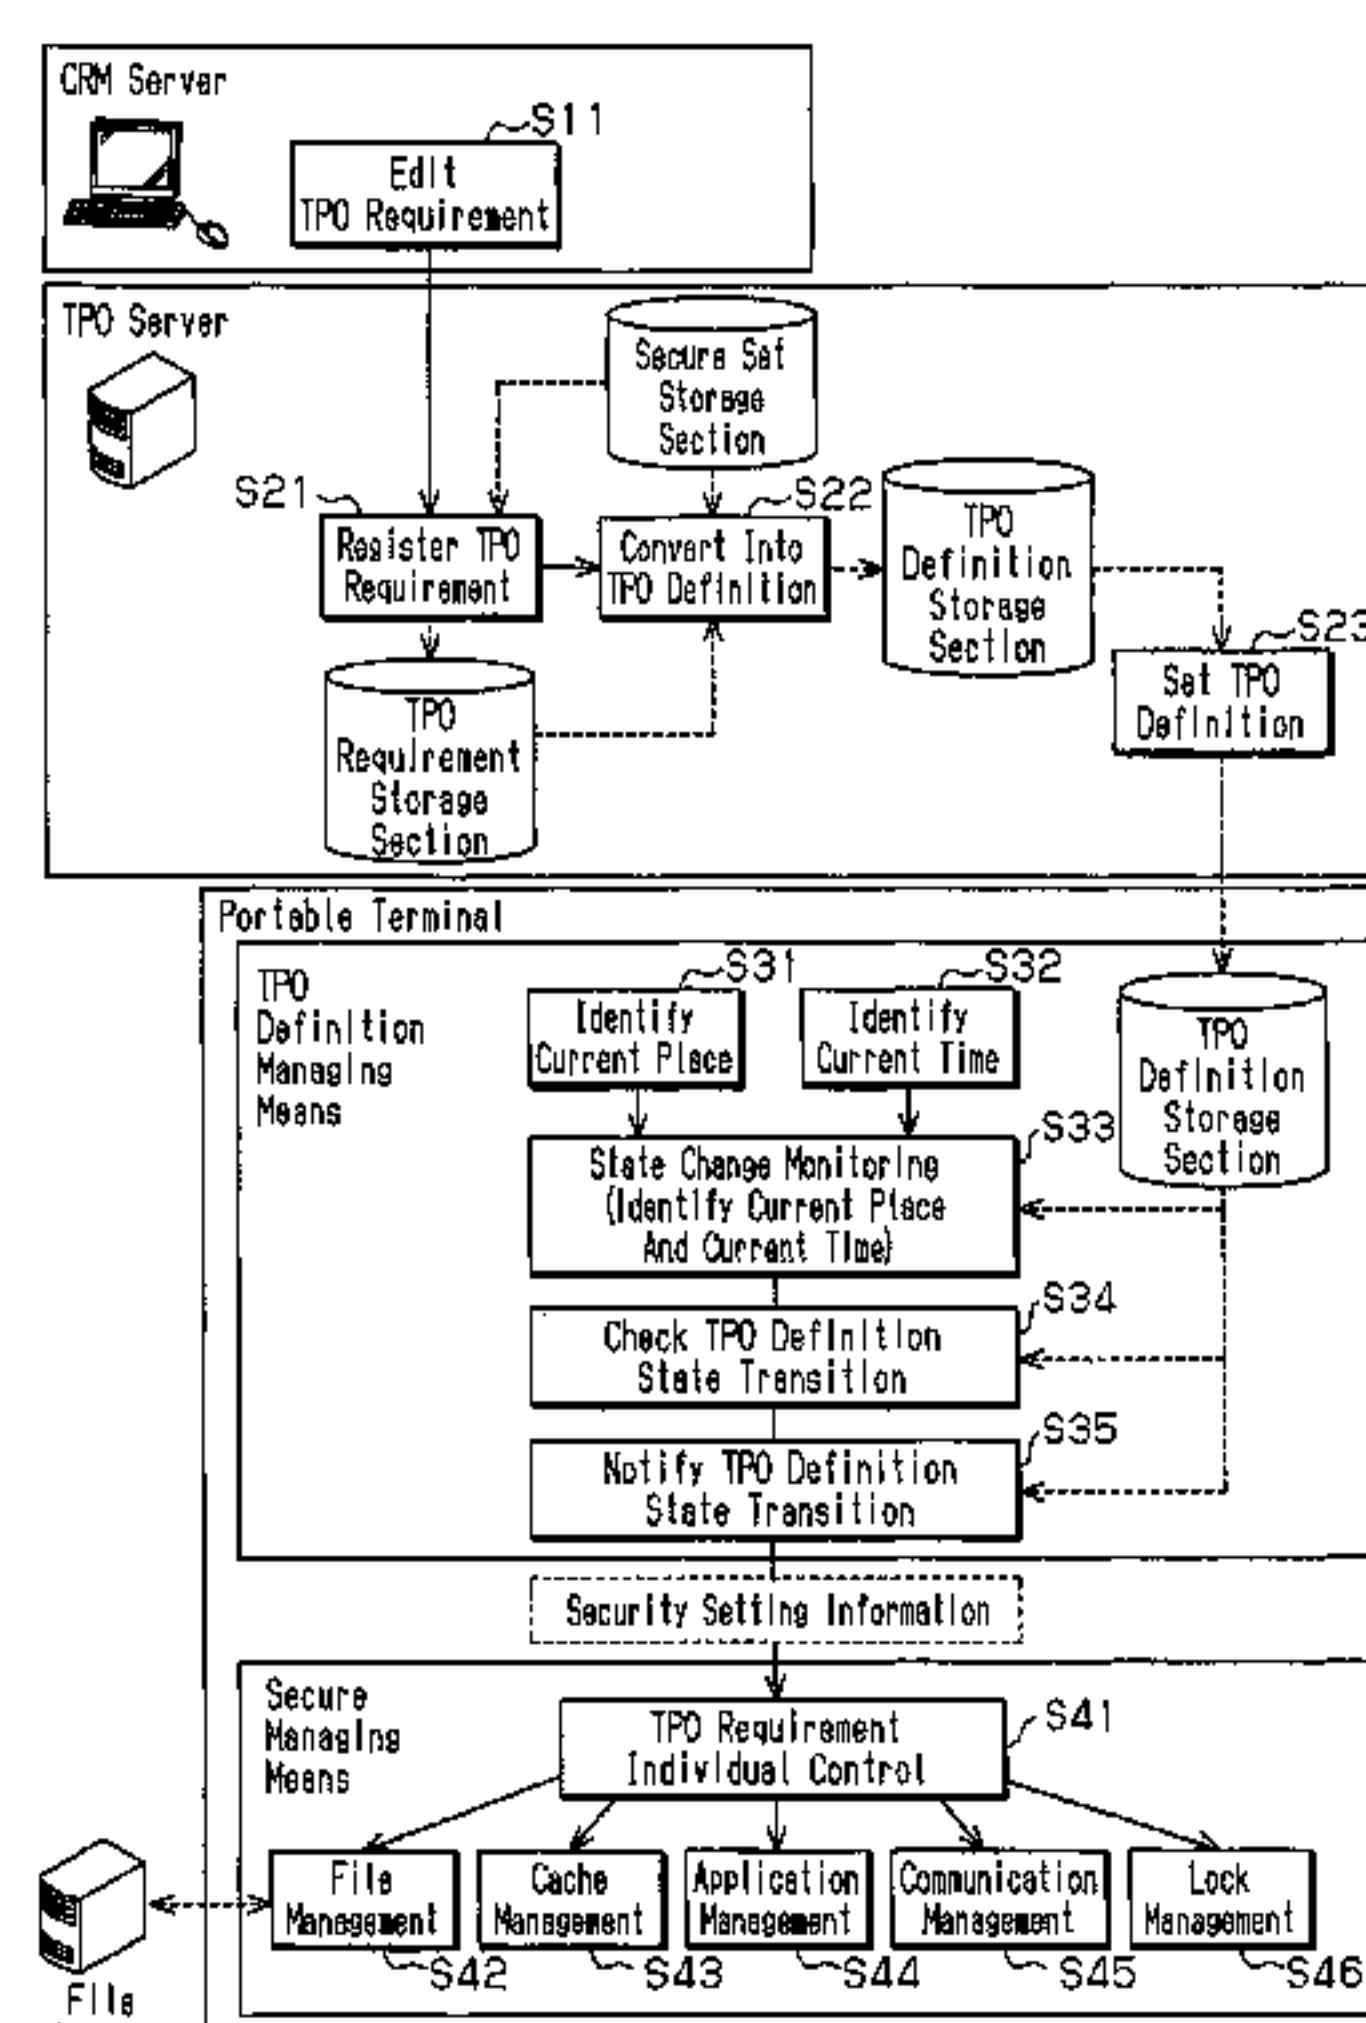 CRM Server
S11
Edit
TPO Requirement
TPO Server
Secure Set
Storage
Section
S21
Register TPO
Requirement
S22
Convert Into
TPO Definition
TPO
Definition
Storage
Section
S23
Set TPO
Definition
TPO
Requirement
Storage
Section
Portable Terminal
TPO
Definition
Managing
Means
S31
Identify
Current Place
S32
Identify
Current Time
TPO
Definition
Storage
Section
S33
State Change Monitoring
(Identify Current Place
And Current Time)
S34
Check TPO Definition
State Transition
S35
Notify TPO Definition
State Transition
Security Setting Information
Secure
Managing
Means
S41
TPO Requirement
Individual Control
File
Management
Cache
Management
Application
Management
Communication
Management
Lock
Management
S42
S43
S44
S45
S46
File